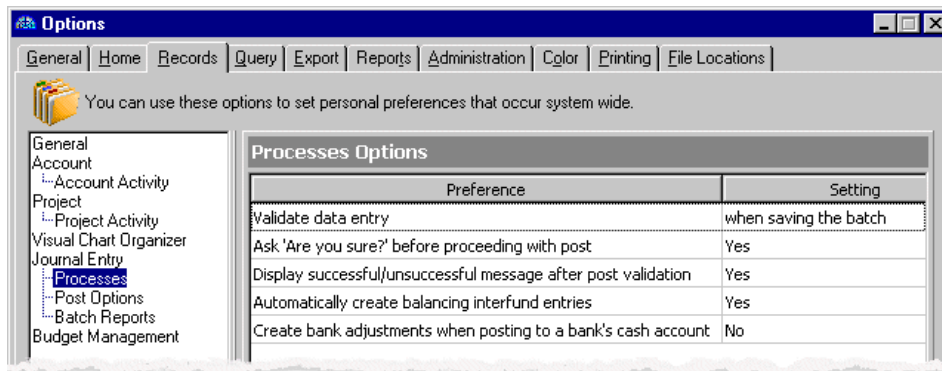 Options
General Home Records Query Export Reports Administration Color Printing File Locations
You can use these options to set personal preferences that occur system wide.
General
Account
Account Activity
Project
Project Activity
Visual Chart Organizer
Journal Entry
Processes
Post Options
Batch Reports
Budget Management
Processes Options
Preference Setting
Validate data entry when saving the batch
Ask 'Are you sure?' before proceeding with post Yes
Display successful/unsuccessful message after post validation Yes
Automatically create balancing interfund entries Yes
Create bank adjustments when posting to a bank's cash account No